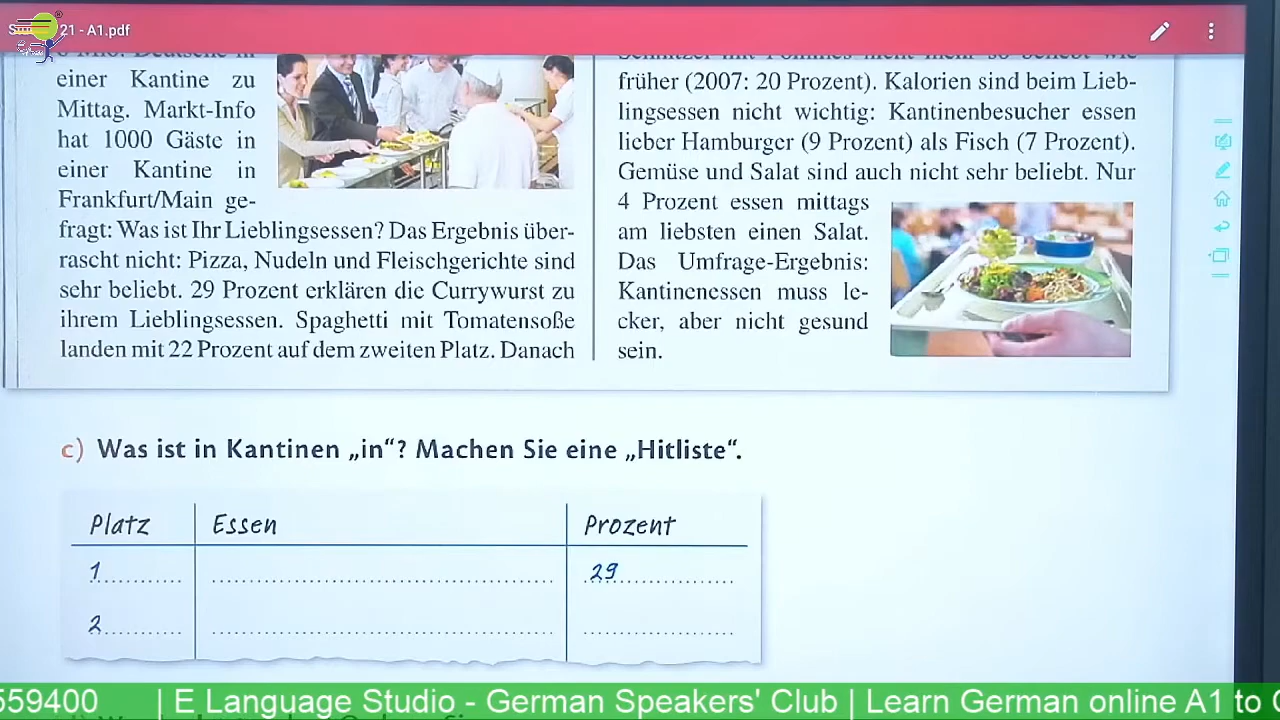 21 - A1.pdf
einer Kantine zu
Mittag. Markt-Info
hat 1000 Gäste in
einer Kantine in
Frankfurt/Main ge-
fragt: Was ist Ihr Lieblingsessen? Das Ergebnis über-
rascht nicht: Pizza, Nudeln und Fleischgerichte sind
sehr beliebt. 29 Prozent erklären die Currywurst zu
ihrem Lieblingsessen. Spaghetti mit Tomatensoße
landen mit 22 Prozent auf dem zweiten Platz. Danach
früher (2007: 20 Prozent). Kalorien sind beim Lieb-
lingsessen nicht wichtig: Kantinenbesucher essen
lieber Hamburger (9 Prozent) als Fisch (7 Prozent).
Gemüse und Salat sind auch nicht sehr beliebt. Nur
4 Prozent essen mittags
am liebsten einen Salat.
Das Umfrage-Ergebnis:
Kantinenessen muss le-
cker, aber nicht gesund
sein.
c) Was ist in Kantinen „in“? Machen Sie eine „Hitliste“.
Platz Essen Prozent
1 29
2
559400 | E Language Studio - German Speakers' Club | Learn German online A1 to